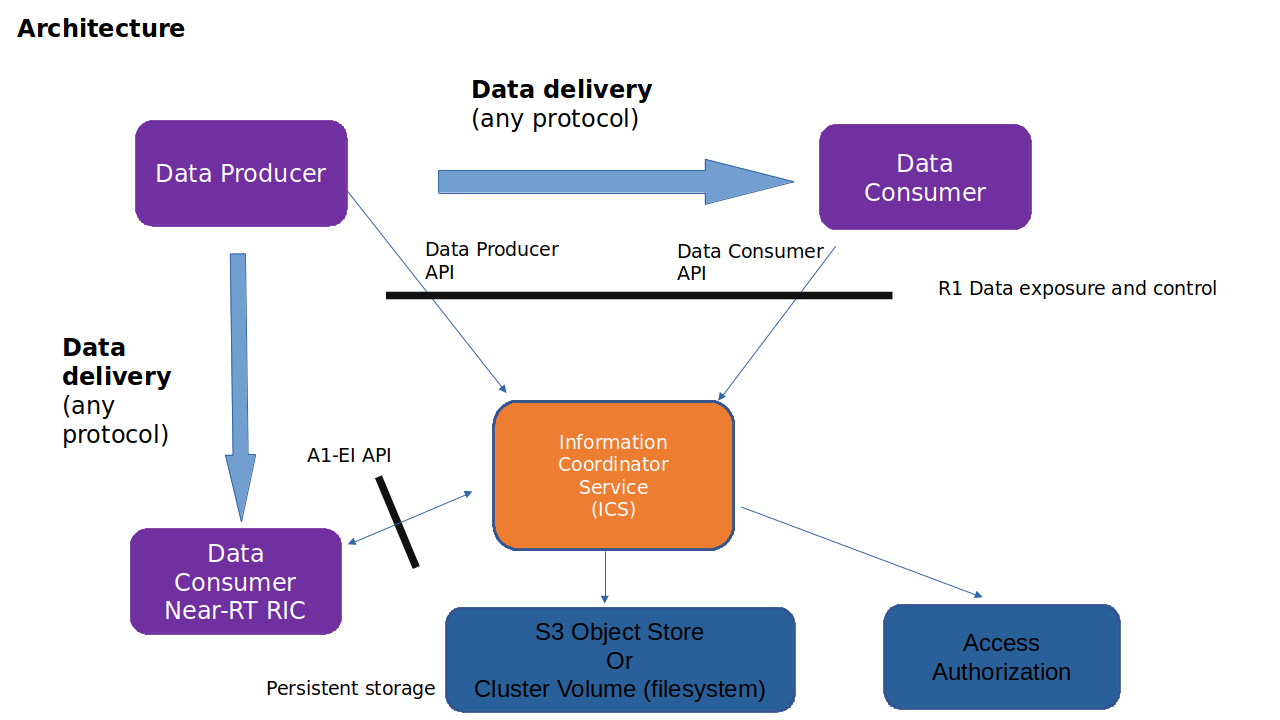 Architecture
Data delivery
(any protocol)
Data Producer
Data
Consumer
Data Producer
API
Data Consumer
API
R1 Data exposure and control
Data
delivery
(any
protocol)
A1-EI API
Information
Coordinator
Service
(ICS)
Data
Consumer
Near-RT RIC
S3 Object Store
Or
Cluster Volume (filesystem)
Access
Authorization
Persistent storage